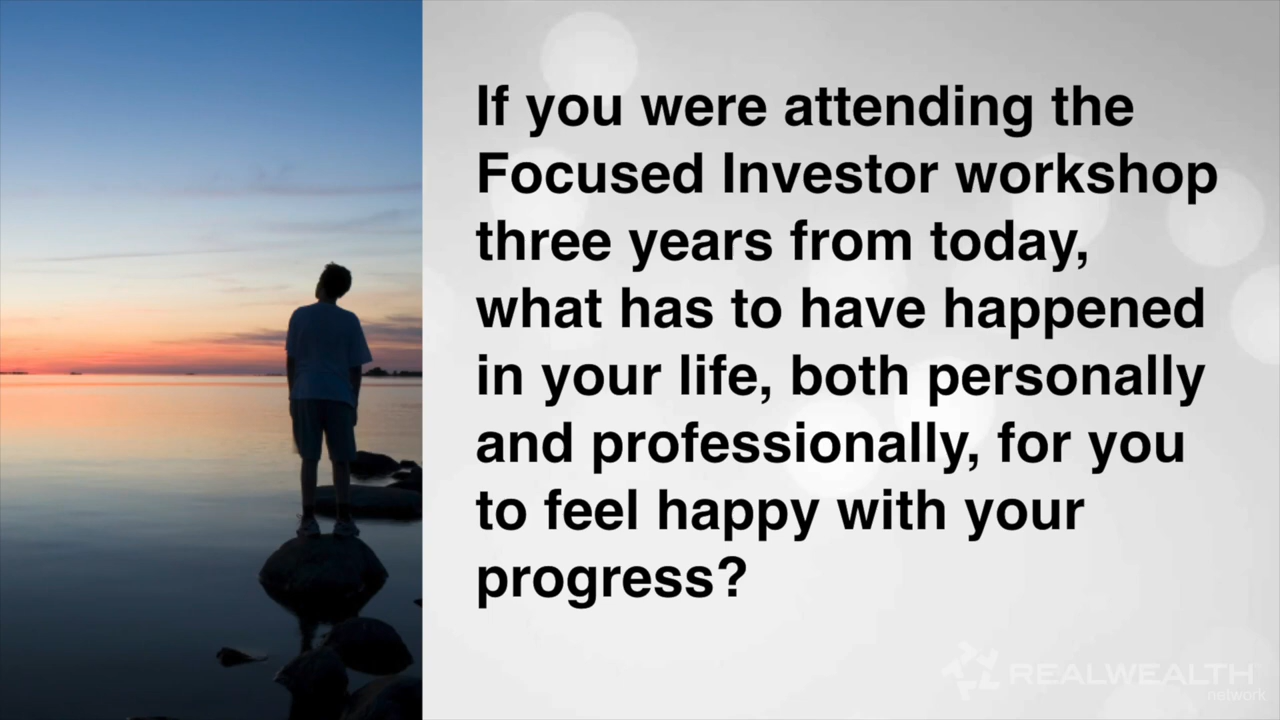 If you were attending the
Focused Investor workshop
three years from today,
what has to have happened
in your life, both personally
and professionally, for you
to feel happy with your
progress?
REALWEALTH
network